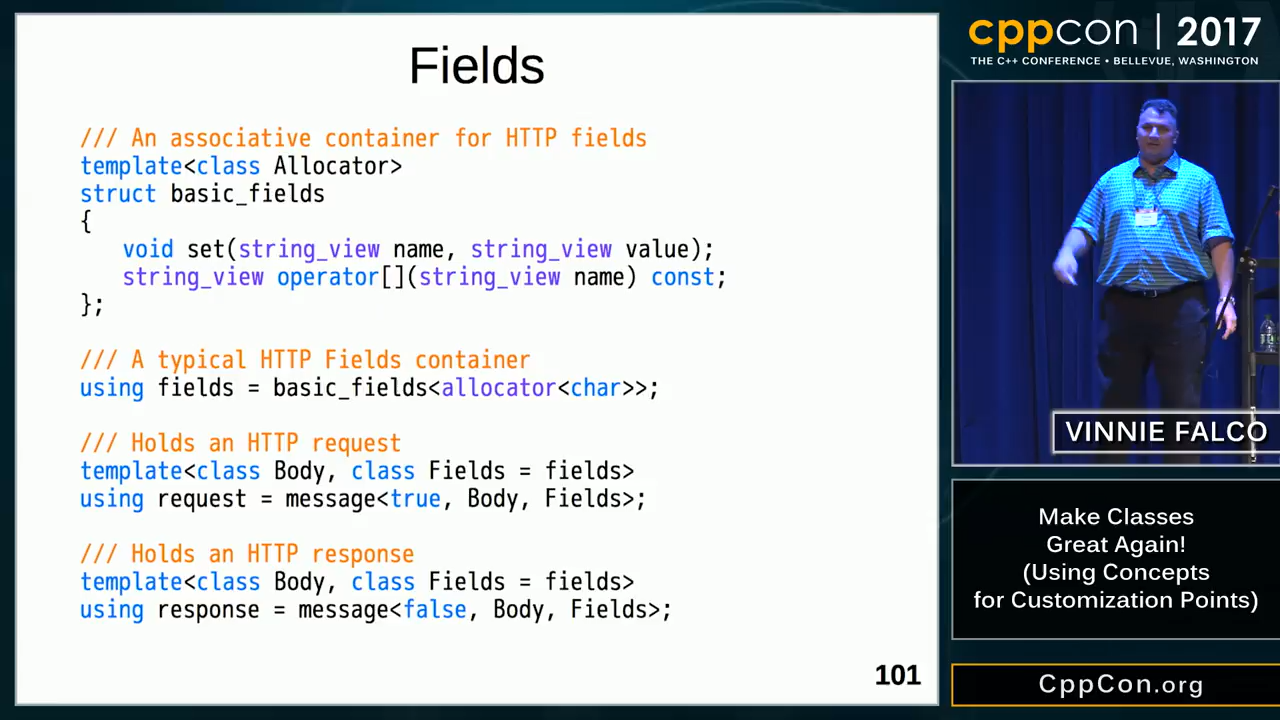 Fields
/// An associative container for HTTP fields
template<class Allocator>
struct basic_fields
{
void set(string_view name, string_view value);
string_view operator[](string_view name) const;
};
/// A typical HTTP Fields container
using fields = basic_fields<allocator<char>>;
/// Holds an HTTP request
template<class Body, class Fields = fields>
using request = message<true, Body, Fields>;
/// Holds an HTTP response
template<class Body, class Fields = fields>
using response = message<false, Body, Fields>;
101
cppcon | 2017
THE C++ CONFERENCE • BELLEVUE, WASHINGTON
VINNIE FALCO
Make Classes
Great Again!
(Using Concepts
for Customization Points)
CppCon.org